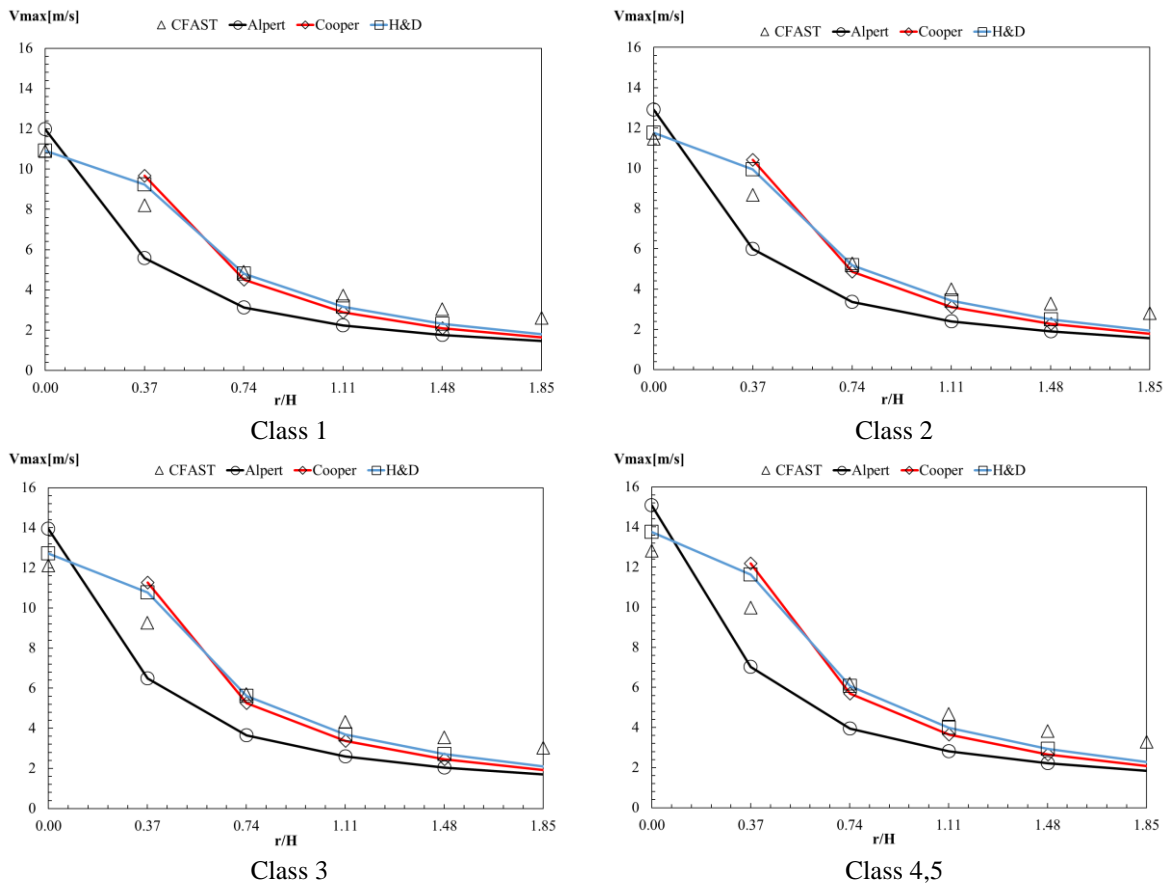 Vmax[m/s]
CFAST Alpert Cooper H&D
16
14
12
10
8
6
4
2
0
0.00 0.37 0.74 1.11 1.48 1.85
r/H
Class 1
Vmax[m/s]
CFAST Alpert Cooper H&D
16
14
12
10
8
6
4
2
0
0.00 0.37 0.74 1.11 1.48 1.85
r/H
Class 2
Vmax[m/s]
CFAST Alpert Cooper H&D
16
14
12
10
8
6
4
2
0
0.00 0.37 0.74 1.11 1.48 1.85
r/H
Class 3
Vmax[m/s]
CFAST Alpert Cooper H&D
16
14
12
10
8
6
4
2
0
0.00 0.37 0.74 1.11 1.48 1.85
r/H
Class 4,5